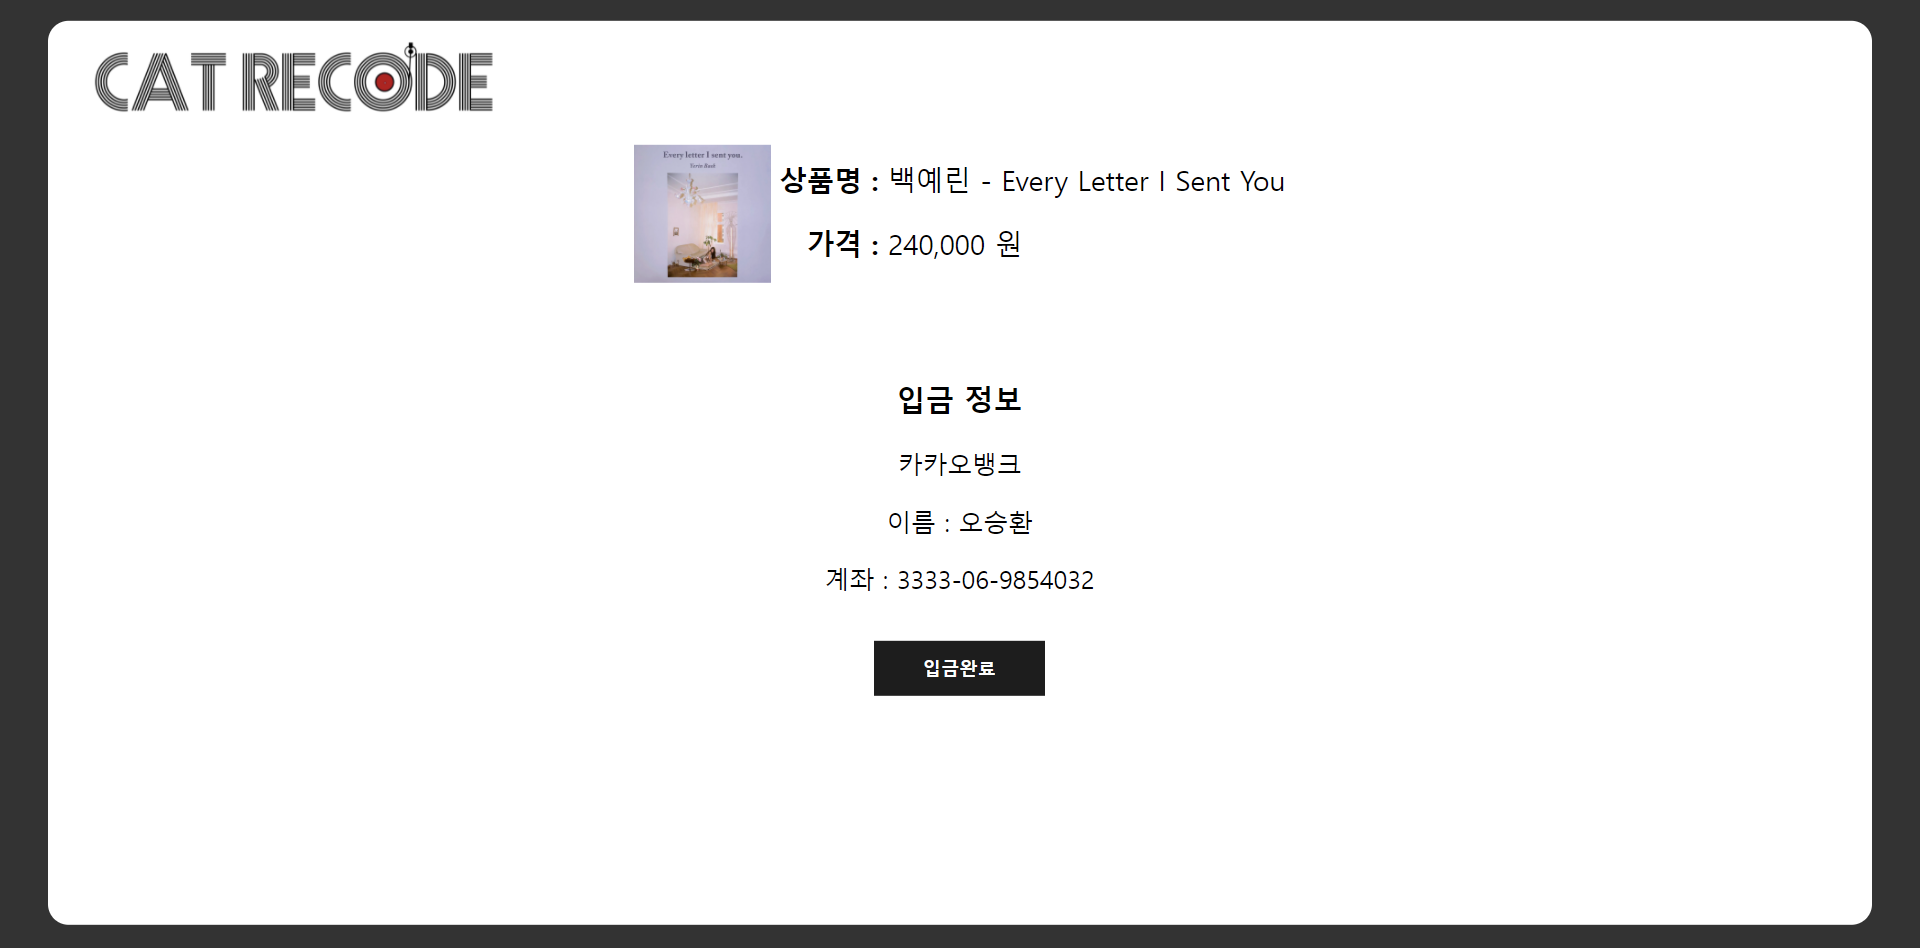 CAT RECODE
Every letter I sent you.
Yerin Baek
상품명 : 백예린 - Every Letter I Sent You
가격 : 240,000 원
입금 정보
카카오뱅크
이름 : 오승환
계좌 : 3333-06-9854032
입금완료